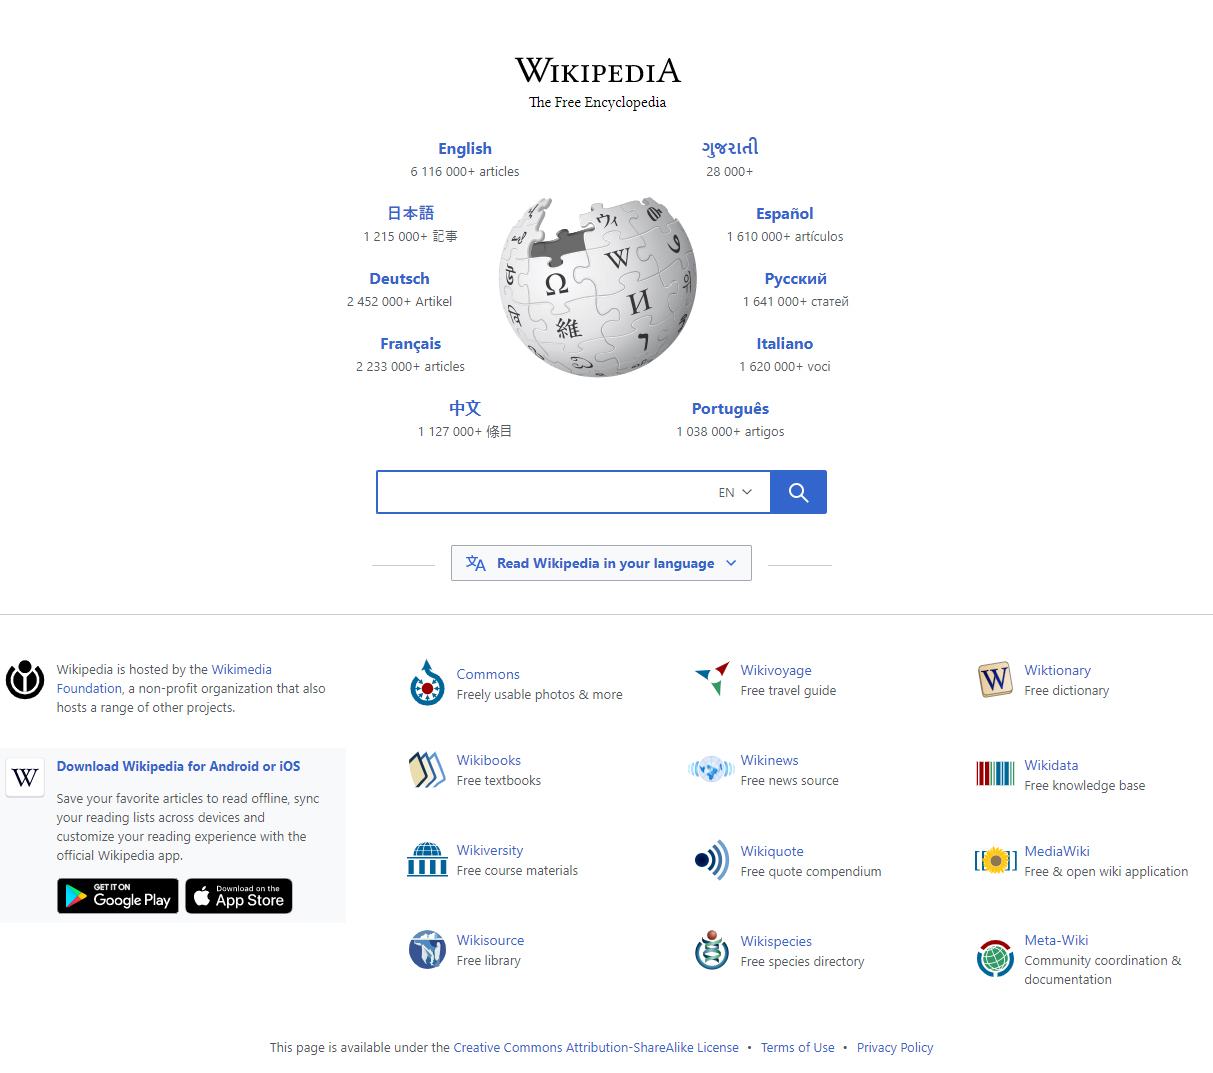 WIKIPEDIA
The Free Encyclopedia
English
6 116 000+ articles
ગુજરાતી
28 000+
日本語
1 215 000+ 記事
Español
1 610 000+ artículos
Deutsch
2 452 000+ Artikel
Русский
1 641 000+ статей
Français
2 233 000+ articles
Italiano
1 620 000+ voci
中文
1 127 000+ 條目
Português
1 038 000+ artigos
Ω
W
И
維
EN
Read Wikipedia in your language
Wikipedia is hosted by the Wikimedia
Foundation, a non-profit organization that also
hosts a range of other projects.
W
Download Wikipedia for Android or iOS
Save your favorite articles to read offline, sync
your reading lists across devices and
customize your reading experience with the
official Wikipedia app.
GET IT ON
Google Play
Download on the
App Store
Commons
Freely usable photos & more
Wikivoyage
Free travel guide
W
Wiktionary
Free dictionary
Wikibooks
Free textbooks
Wikinews
Free news source
Wikidata
Free knowledge base
Wikiversity
Free course materials
Wikiquote
Free quote compendium
MediaWiki
Free & open wiki application
Wikisource
Free library
Wikispecies
Free species directory
Meta-Wiki
Community coordination &
documentation
This page is available under the Creative Commons Attribution-ShareAlike License • Terms of Use • Privacy Policy